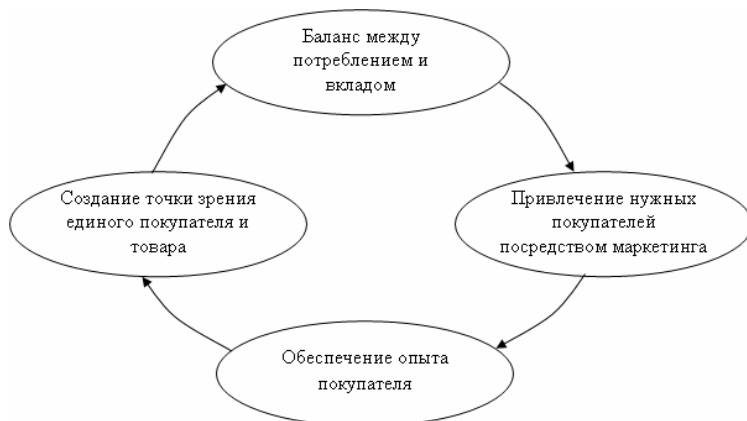 Баланс между
потреблением и
вкладом
Создание точки зрения
единого покупателя и
товара
Привлечение нужных
покупателей
посредством маркетинга
Обеспечение опыта
покупателя